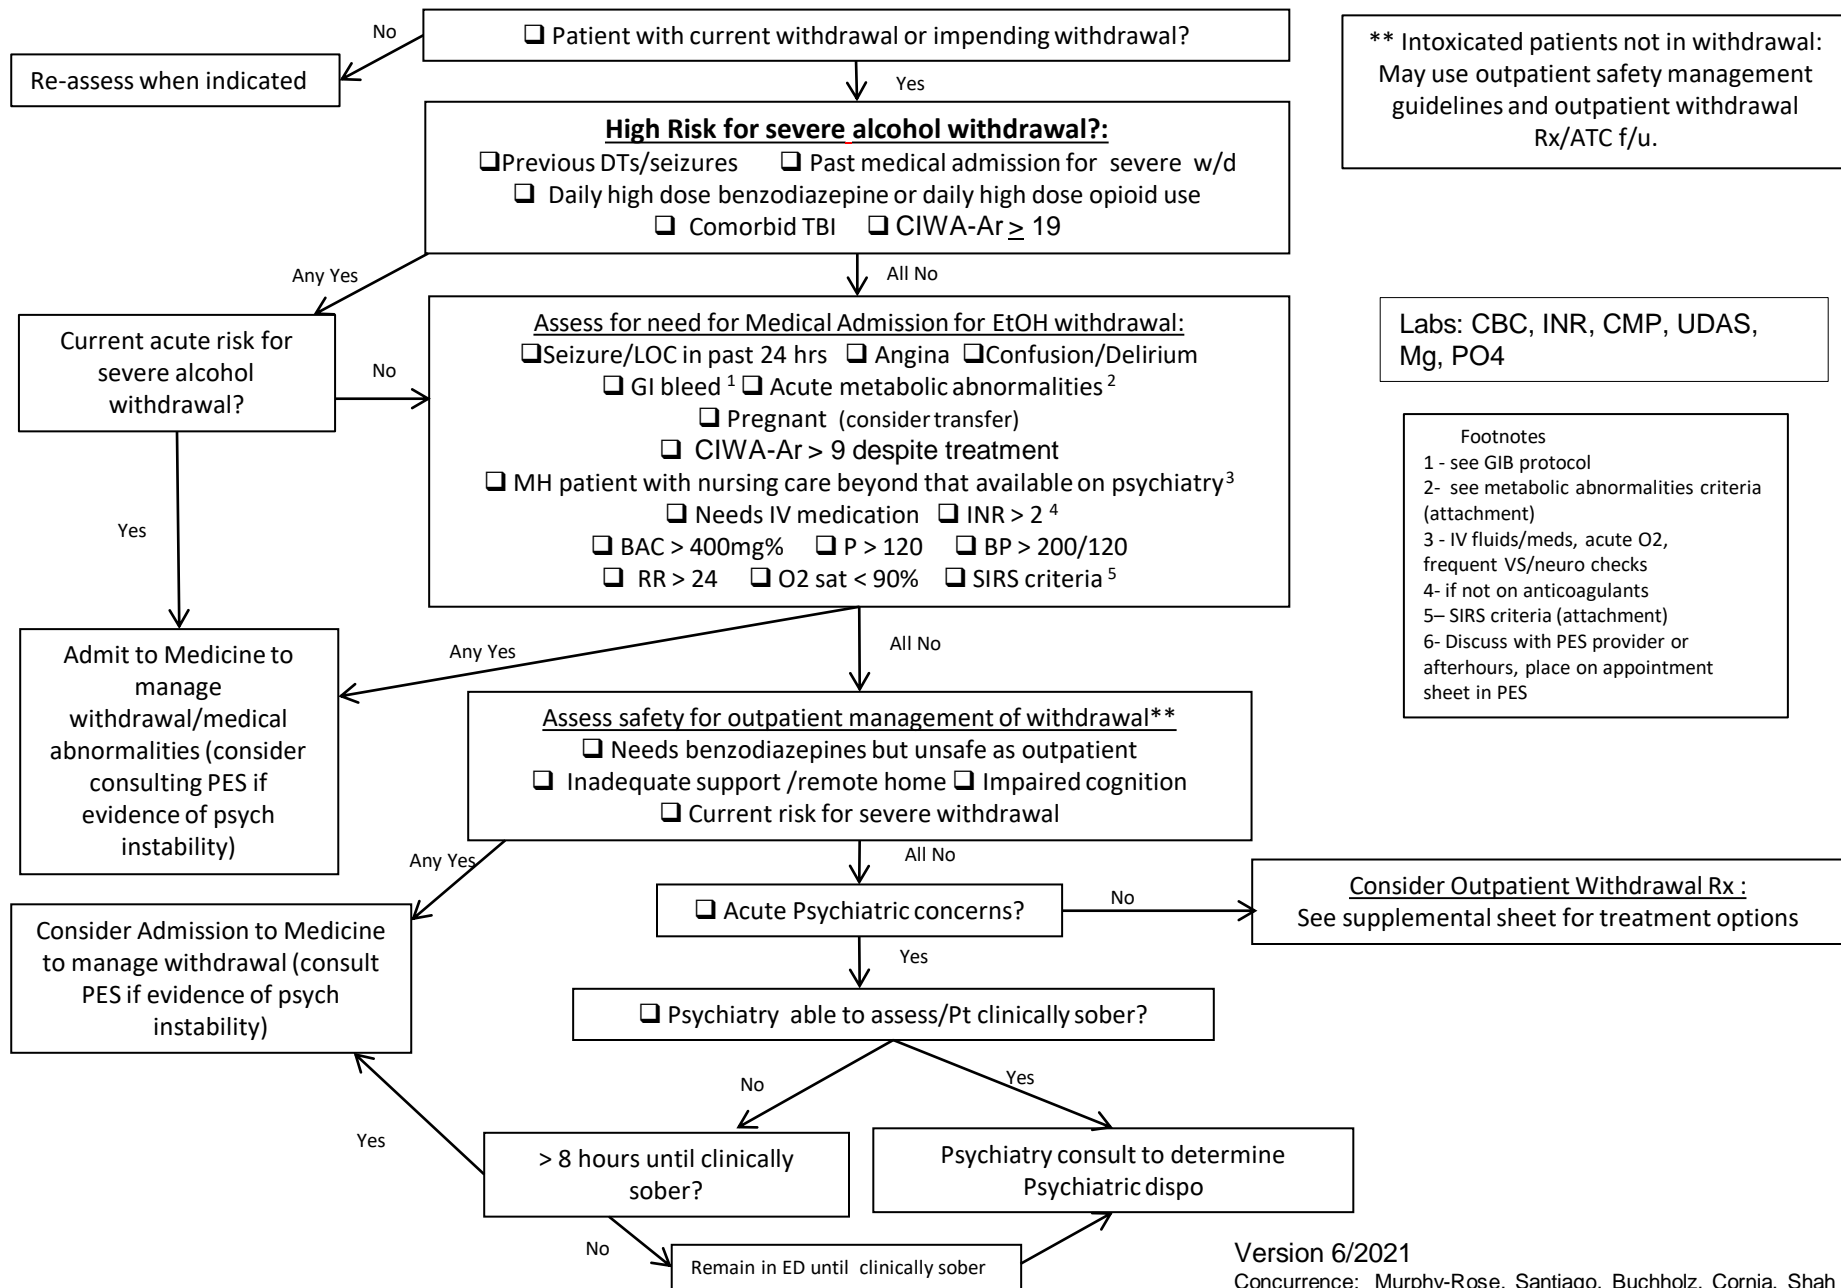 No
❑ Patient with current withdrawal or impending withdrawal?
Re-assess when indicated
Yes
** Intoxicated patients not in withdrawal:
May use outpatient safety management
guidelines and outpatient withdrawal
Rx/ATC f/u.
High Risk for severe alcohol withdrawal?:
❑Previous DTs/seizures ❑ Past medical admission for severe w/d
❑ Daily high dose benzodiazepine or daily high dose opioid use
❑ Comorbid TBI ❑ CIWA-Ar ≥ 19
Any Yes
All No
Current acute risk for
severe alcohol
withdrawal?
No
Yes
Assess for need for Medical Admission for EtOH withdrawal:
❑Seizure/LOC in past 24 hrs ❑ Angina ❑Confusion/Delirium
❑ GI bleed 1 ❑ Acute metabolic abnormalities 2
❑ Pregnant (consider transfer)
❑ CIWA-Ar > 9 despite treatment
❑ MH patient with nursing care beyond that available on psychiatry3
❑ Needs IV medication ❑ INR > 2 4
❑ BAC > 400mg% ❑ P > 120 ❑ BP > 200/120
❑ RR > 24 ❑ O2 sat < 90% ❑ SIRS criteria 5
Labs: CBC, INR, CMP, UDAS,
Mg, PO4
Footnotes
1 - see GIB protocol
2- see metabolic abnormalities criteria
(attachment)
3 - IV fluids/meds, acute O2,
frequent VS/neuro checks
4- if not on anticoagulants
5– SIRS criteria (attachment)
6- Discuss with PES provider or
afterhours, place on appointment
sheet in PES
Any Yes
All No
Admit to Medicine to
manage
withdrawal/medical
abnormalities (consider
consulting PES if
evidence of psych
instability)
Assess safety for outpatient management of withdrawal**
❑ Needs benzodiazepines but unsafe as outpatient
❑ Inadequate support /remote home ❑ Impaired cognition
❑ Current risk for severe withdrawal
Any Yes
All No
Consider Admission to Medicine
to manage withdrawal (consult
PES if evidence of psych
instability)
❑ Acute Psychiatric concerns?
No
Consider Outpatient Withdrawal Rx :
See supplemental sheet for treatment options
Yes
❑ Psychiatry able to assess/Pt clinically sober?
No
Yes
Yes
> 8 hours until clinically
sober?
Psychiatry consult to determine
Psychiatric dispo
No
Remain in ED until clinically sober
Version 6/2021
Concurrence: Murphy-Rose, Santiago, Buchholz, Cornia, Shah